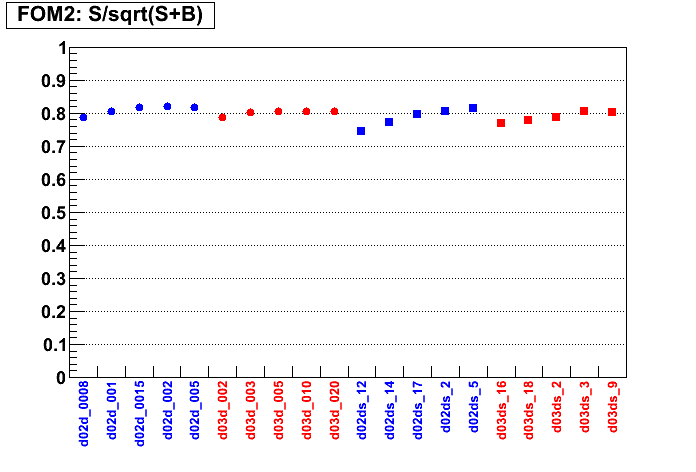 FOM2: S/sqrt(S+B)
1
0.9
0.8
0.7
0.6
0.5
0.4
0.3
0.2
0.1
0
d02d_0008
d02d_001
d02d_0015
d02d_002
d02d_005
d03d_002
d03d_003
d03d_005
d03d_010
d03d_020
d02ds_12
d02ds_14
d02ds_17
d02ds_2
d02ds_5
d03ds_16
d03ds_18
d03ds_2
d03ds_3
d03ds_9